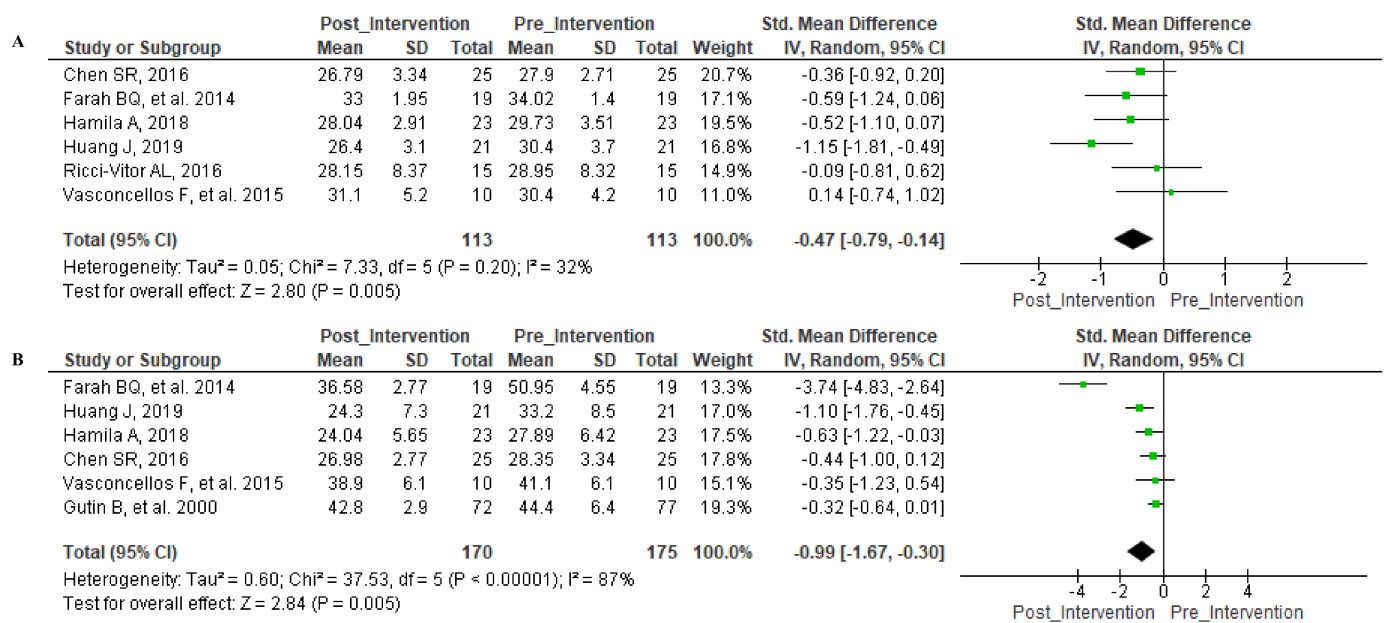 Post_Intervention Pre_Intervention Std. Mean Difference Std. Mean Difference
A
Study or Subgroup Mean SD Total Mean SD Total Weight IV, Random, 95% CI IV, Random, 95% CI
Chen SR, 2016 26.79 3.34 25 27.9 2.71 25 20.7% -0.36 [-0.92, 0.20]
Farah BQ, et al. 2014 33 1.95 19 34.02 1.4 19 17.1% -0.59 [-1.24, 0.06]
Hamila A, 2018 28.04 2.91 23 29.73 3.51 23 19.5% -0.52 [-1.10, 0.07]
Huang J, 2019 26.4 3.1 21 30.4 3.7 21 16.8% -1.15 [-1.81, -0.49]
Ricci-Vitor AL, 2016 28.15 8.37 15 28.95 8.32 15 14.9% -0.09 [-0.81, 0.62]
Vasconcellos F, et al. 2015 31.1 5.2 10 30.4 4.2 10 11.0% 0.14 [-0.74, 1.02]
Total (95% CI) 113 113 100.0% -0.47 [-0.79, -0.14]
Heterogeneity: Tau² = 0.05; Chi² = 7.33, df = 5 (P = 0.20); I² = 32%
-2 -1 0 1 2
Test for overall effect: Z = 2.80 (P = 0.005)
Post_Intervention Pre_Intervention
Post_Intervention Pre_Intervention Std. Mean Difference Std. Mean Difference
B
Study or Subgroup Mean SD Total Mean SD Total Weight IV, Random, 95% CI IV, Random, 95% CI
Farah BQ, et al. 2014 36.58 2.77 19 50.95 4.55 19 13.3% -3.74 [-4.83, -2.64]
Huang J, 2019 24.3 7.3 21 33.2 8.5 21 17.0% -1.10 [-1.76, -0.45]
Hamila A, 2018 24.04 5.65 23 27.89 6.42 23 17.5% -0.63 [-1.22, -0.03]
Chen SR, 2016 26.98 2.77 25 28.35 3.34 25 17.8% -0.44 [-1.00, 0.12]
Vasconcellos F, et al. 2015 38.9 6.1 10 41.1 6.1 10 15.1% -0.35 [-1.23, 0.54]
Gutin B, et al. 2000 42.8 2.9 72 44.4 6.4 77 19.3% -0.32 [-0.64, 0.01]
Total (95% CI) 170 175 100.0% -0.99 [-1.67, -0.30]
Heterogeneity: Tau² = 0.60; Chi² = 37.53, df = 5 (P < 0.00001); I² = 87%
-4 -2 0 2 4
Test for overall effect: Z = 2.84 (P = 0.005)
Post_Intervention Pre_Intervention